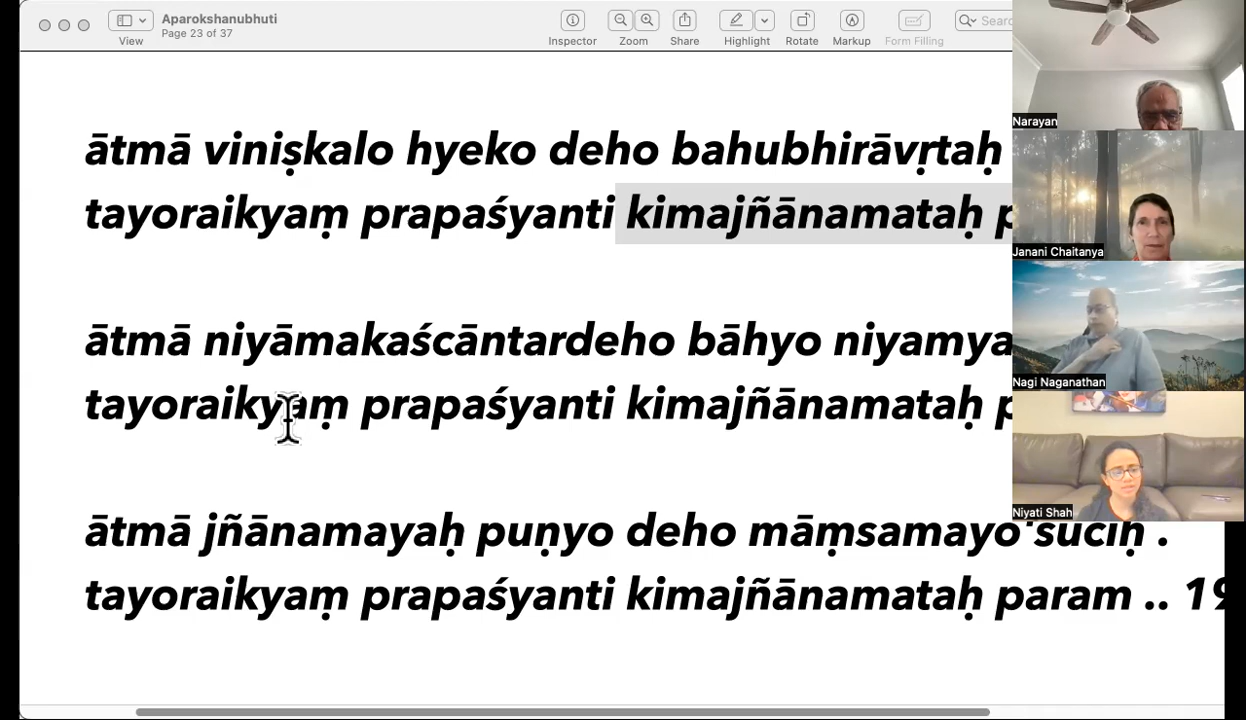 Aparokshanubhuti
Page 23 of 37
View
Inspector
Zoom
Share
Highlight
Rotate
Markup
Form Filling
Searc
ātmā viniṣkalo hyeko deho bahubhirāvṛtaḥ
tayoraikyaṃ prapaśyanti kimajñānamataḥ p
ātmā niyāmakaścāntardeho bāhyo niyamya
tayoraikyaṃ prapaśyanti kimajñānamataḥ p
ātmā jñānamayaḥ puṇyo deho māṃsamayo'śuciḥ .
tayoraikyaṃ prapaśyanti kimajñānamataḥ param .. 19
Narayan
Janani Chaitanya
Nagi Naganathan
Niyati Shah